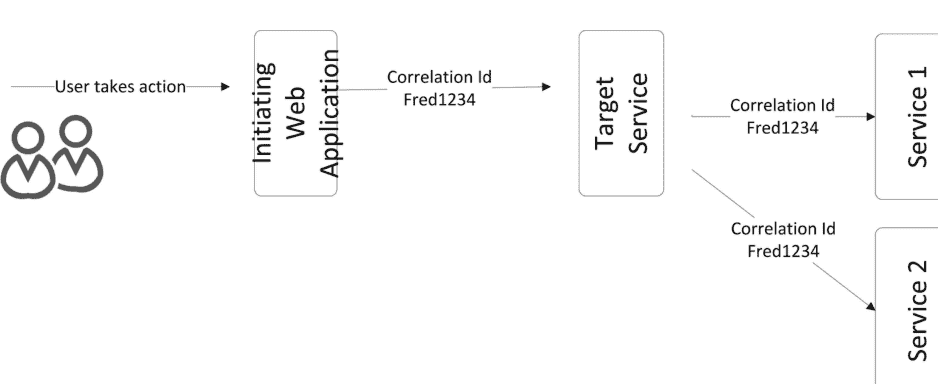 User takes action
Initiating
Web
Application
Correlation Id
Fred1234
Target
Service
Correlation Id
Fred1234
Service 1
Correlation Id
Fred1234
Service 2